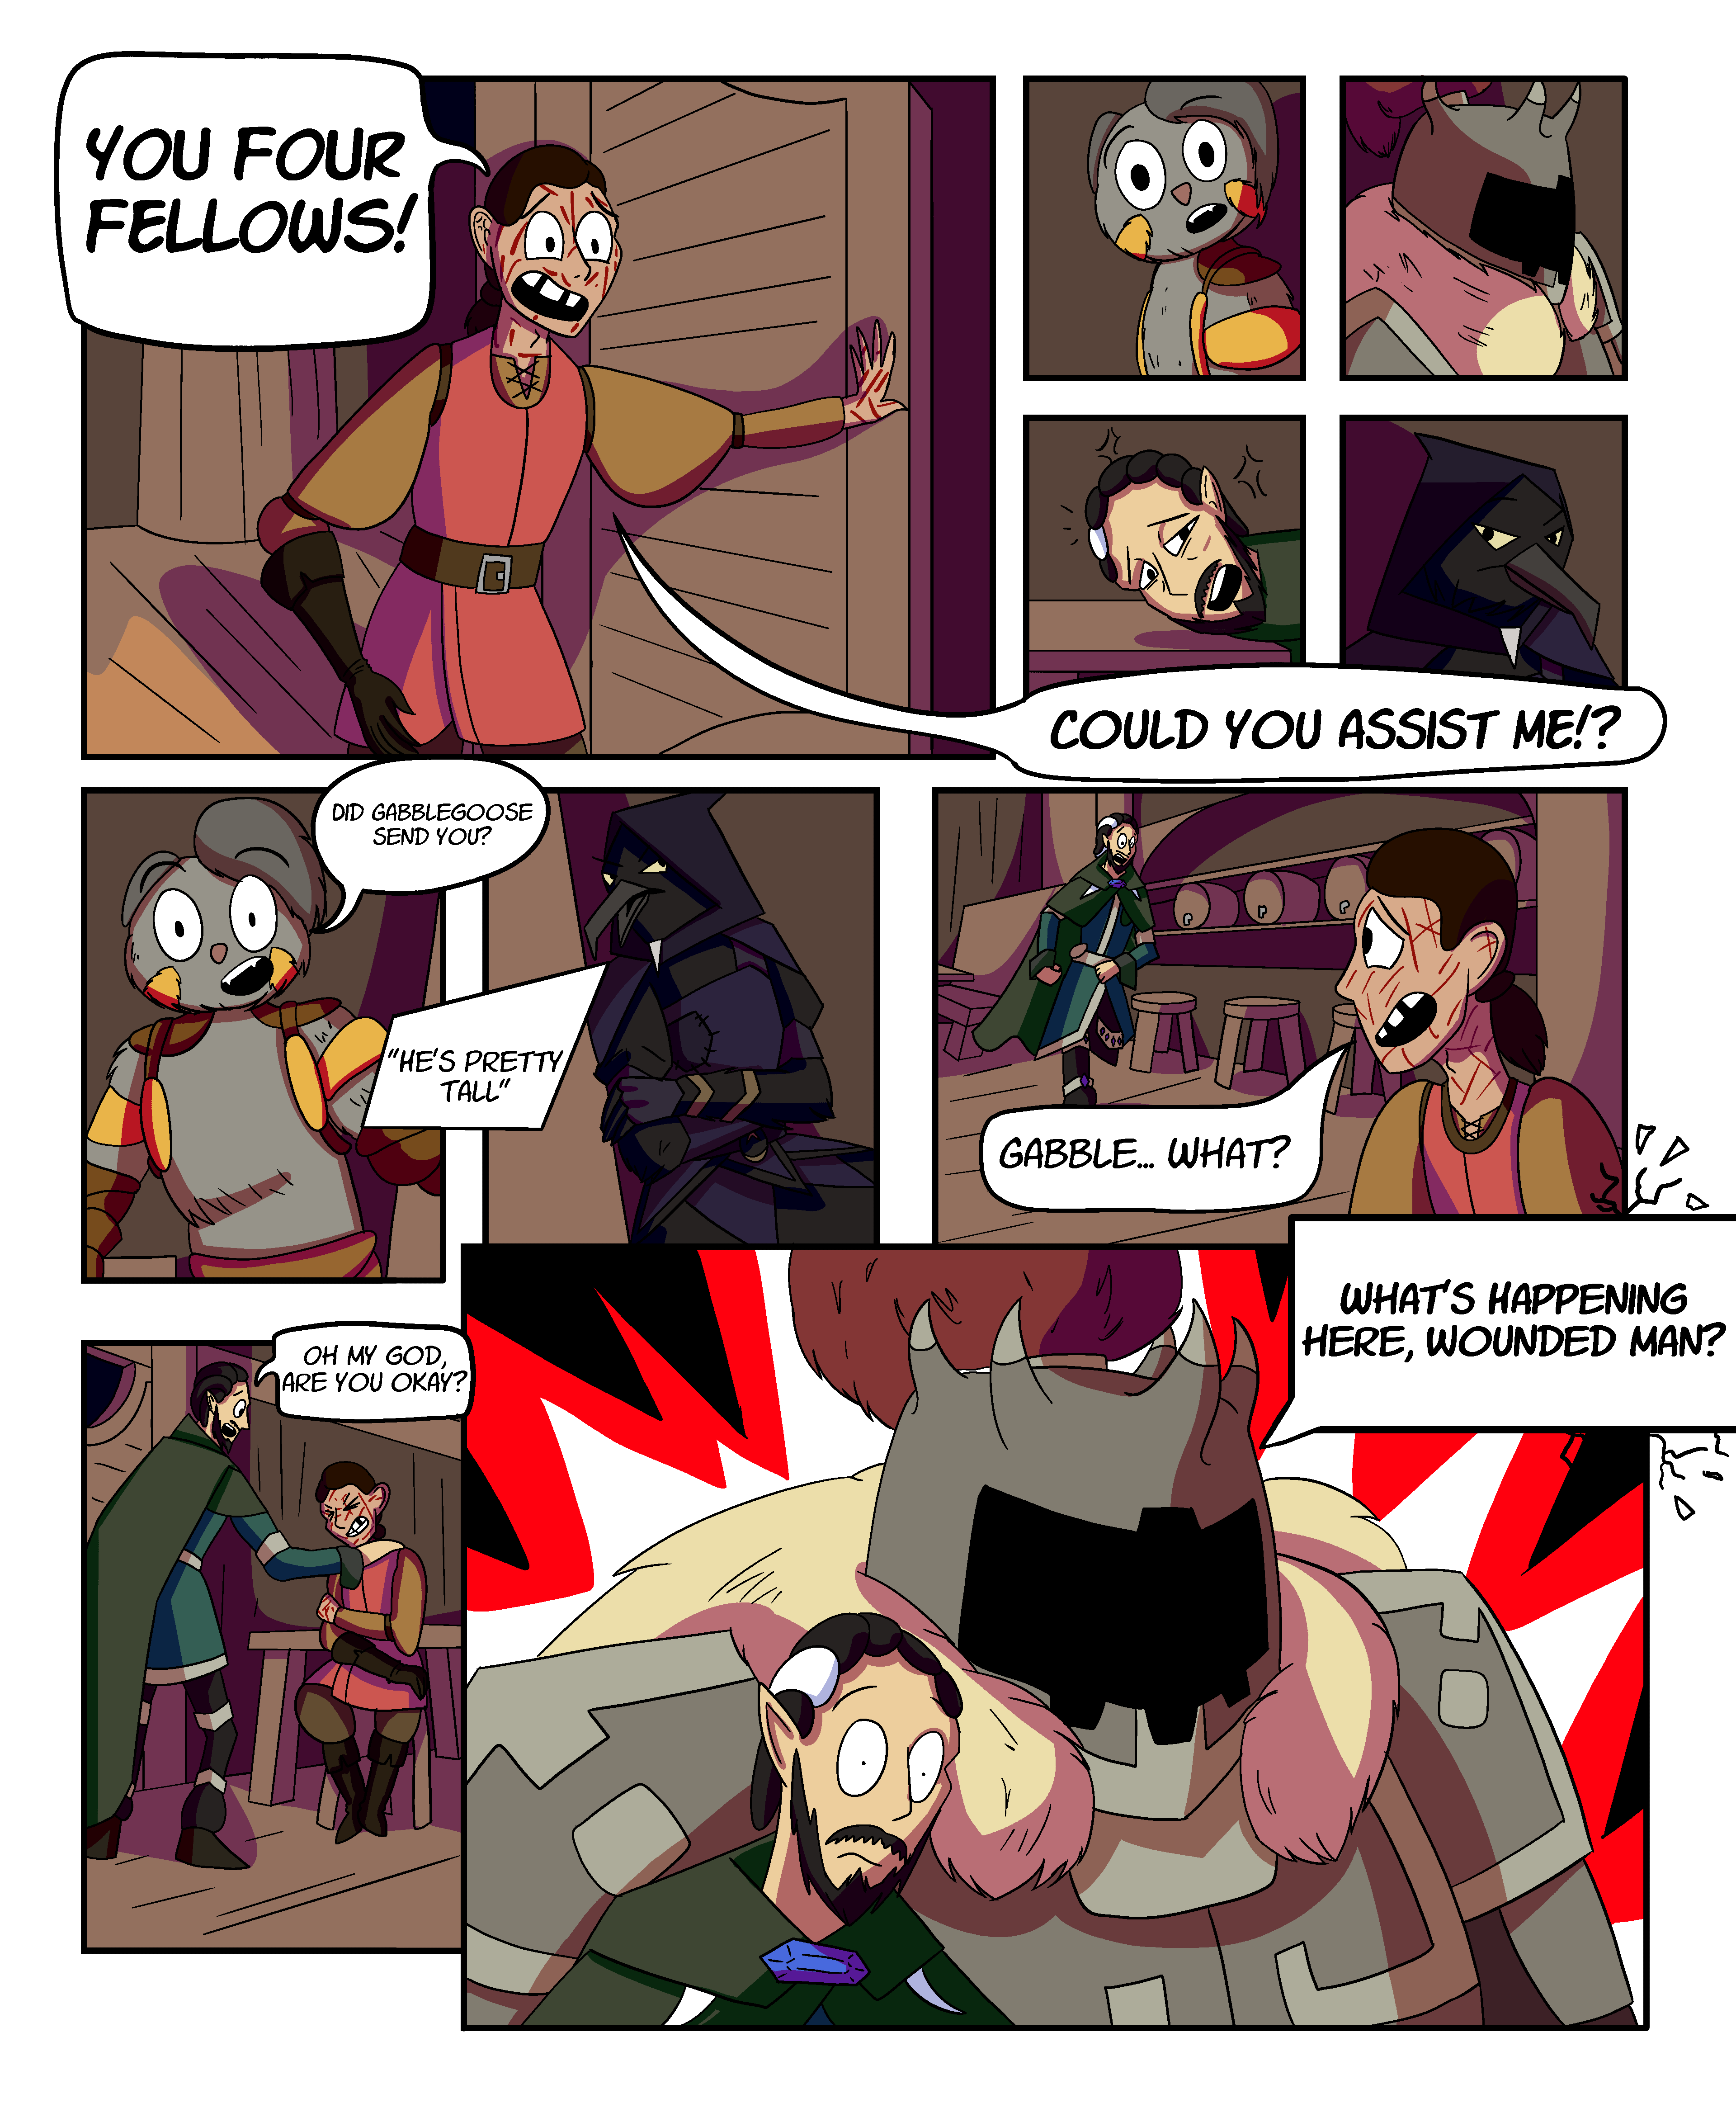 YOU FOUR
FELLOWS!
COULD YOU ASSIST ME!?
DID GABBLEGOOSE
SEND YOU?
"HE'S PRETTY
TALL"
GABBLE... WHAT?
OH MY GOD,
ARE YOU OKAY?
WHAT'S HAPPENING
HERE, WOUNDED MAN?